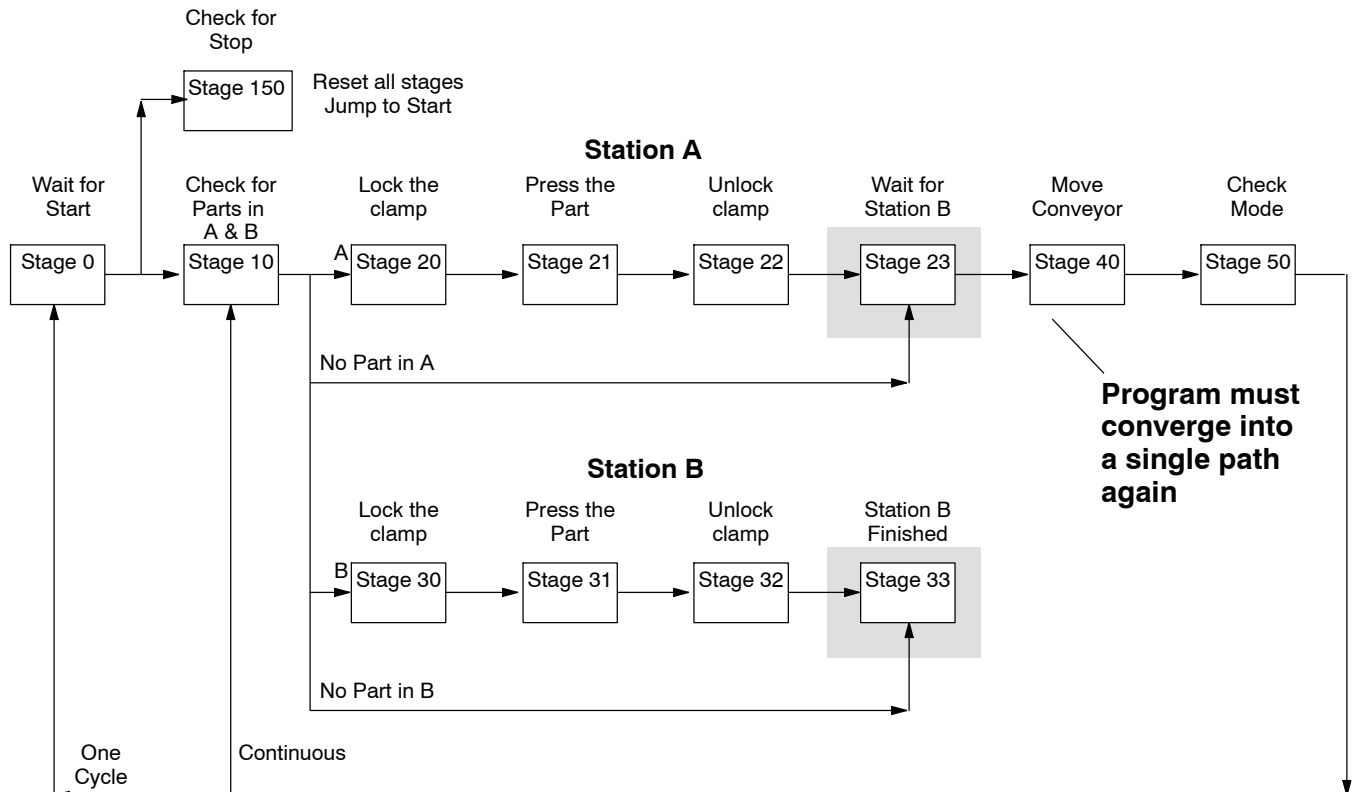 Check for
Stop
Stage 150
Reset all stages
Jump to Start
Station A
Wait for
Start
Check for
Parts in
A & B
Lock the
clamp
Press the
Part
Unlock
clamp
Wait for
Station B
Move
Conveyor
Check
Mode
Stage 0
Stage 10
A
Stage 20
Stage 21
Stage 22
Stage 23
Stage 40
Stage 50
No Part in A
Program must
converge into
a single path
again
Station B
Lock the
clamp
Press the
Part
Unlock
clamp
Station B
Finished
B
Stage 30
Stage 31
Stage 32
Stage 33
No Part in B
One
Cycle
Continuous